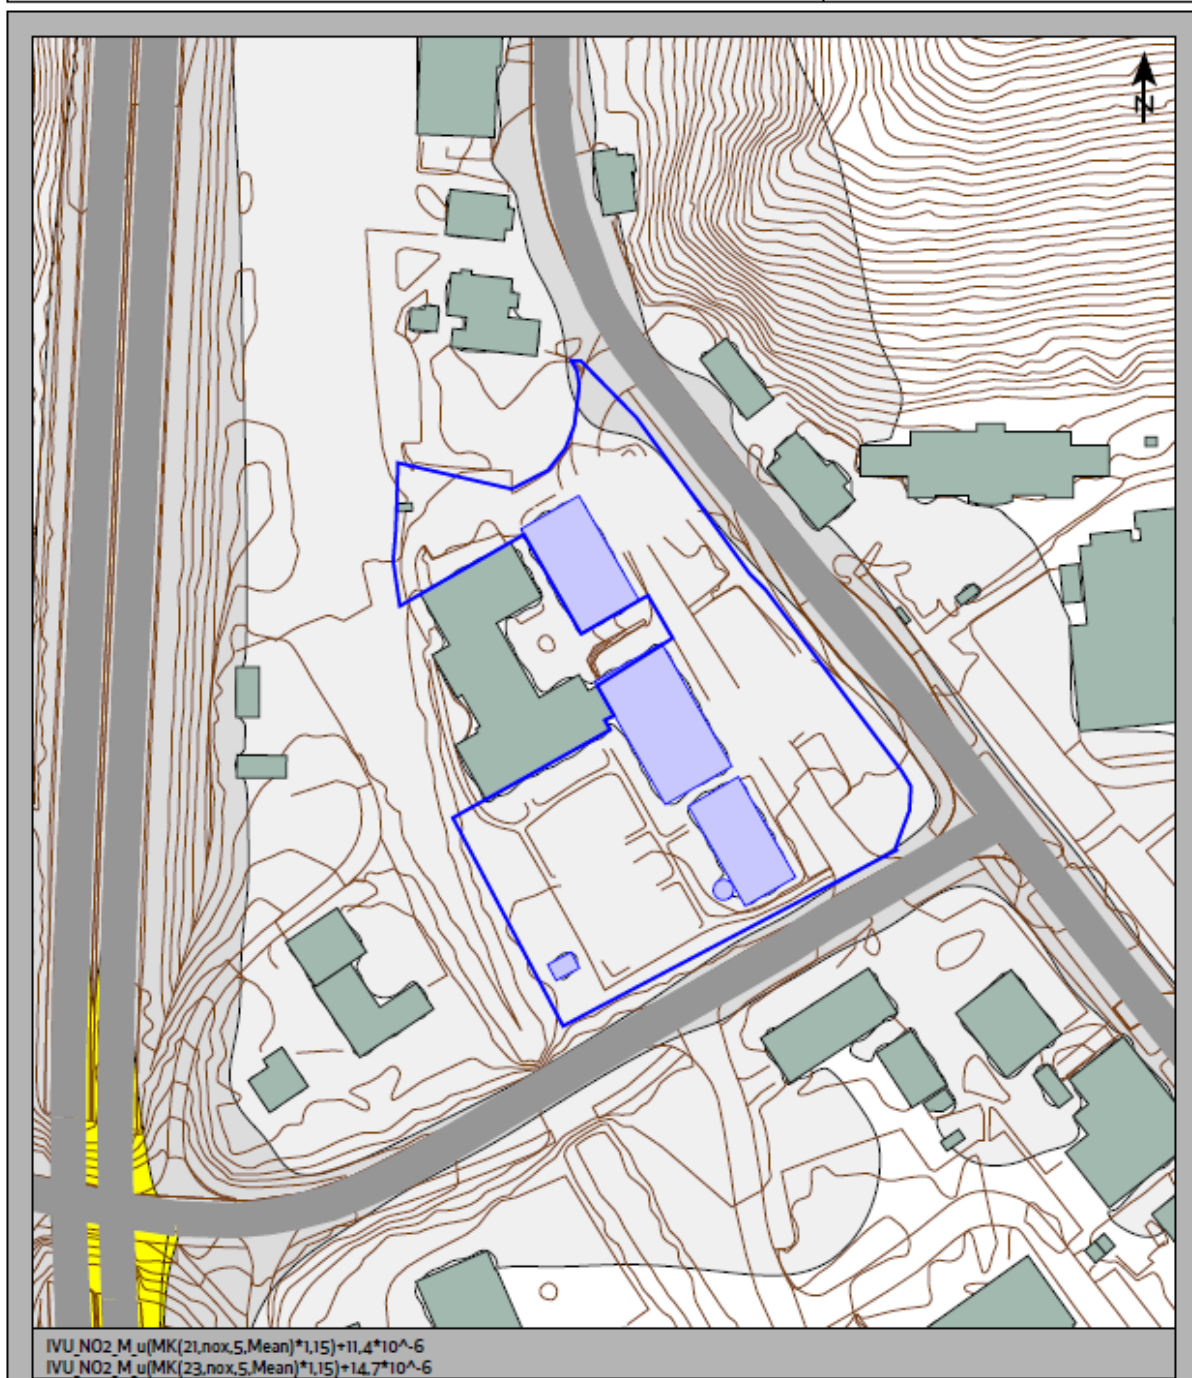 N
IVU_NO2_M_u(MK(21,nox,5,Mean)*1,15)+11,4*10^-6
IVU_NO2_M_u(MK(23,nox,5,Mean)*1,15)+14,7*10^-6